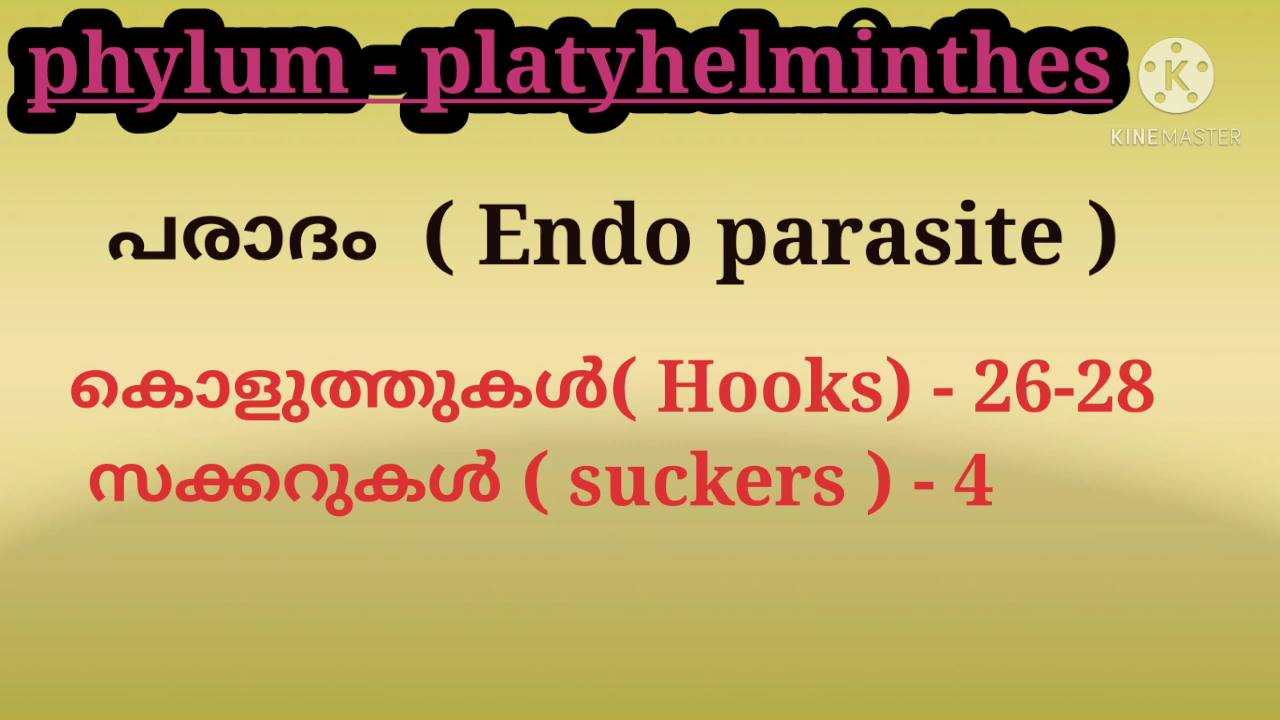 phylum - platyhelminthes
KINEMASTER
പരാദം ( Endo parasite )
കൊളുത്തുകൾ( Hooks) - 26-28
സക്കറുകൾ ( suckers ) - 4